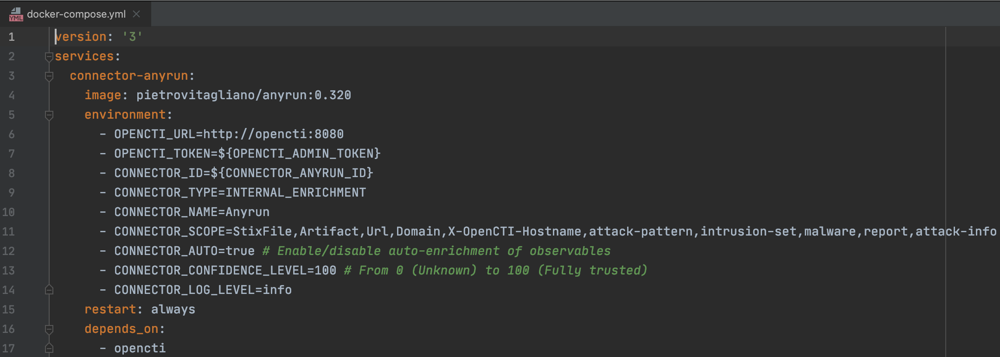 YML docker-compose.yml
1 version: '3'
2 services:
3   connector-anyrun:
4     image: pietrovitagliano/anyrun:0.320
5     environment:
6       - OPENCTI_URL=http://opencti:8080
7       - OPENCTI_TOKEN=${OPENCTI_ADMIN_TOKEN}
8       - CONNECTOR_ID=${CONNECTOR_ANYRUN_ID}
9       - CONNECTOR_TYPE=INTERNAL_ENRICHMENT
10       - CONNECTOR_NAME=Anyrun
11       - CONNECTOR_SCOPE=StixFile,Artifact,Url,Domain,X-OpenCTI-Hostname,attack-pattern,intrusion-set,malware,report,attack-info
12       - CONNECTOR_AUTO=true # Enable/disable auto-enrichment of observables
13       - CONNECTOR_CONFIDENCE_LEVEL=100 # From 0 (Unknown) to 100 (Fully trusted)
14       - CONNECTOR_LOG_LEVEL=info
15     restart: always
16     depends_on:
17       - opencti